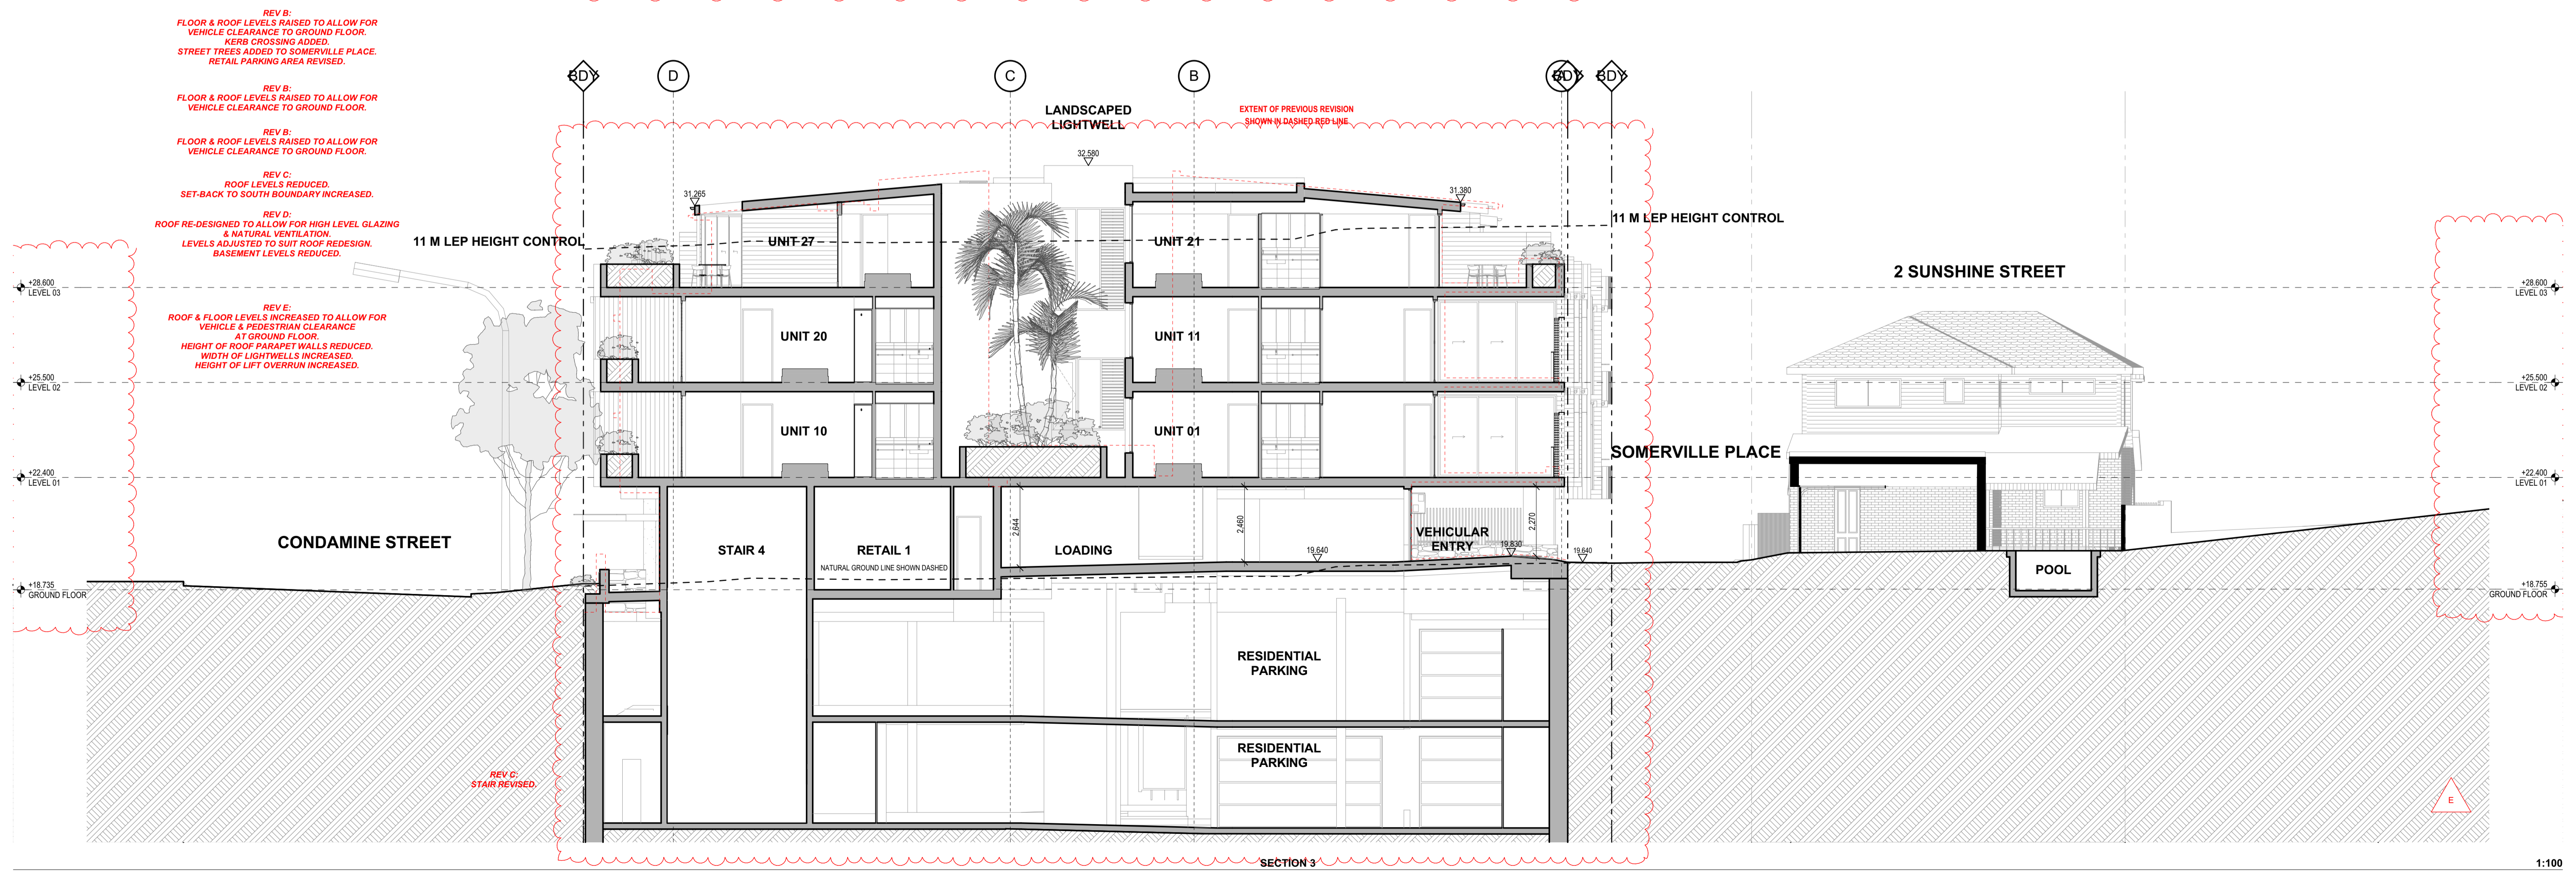 REV B:
FLOOR & ROOF LEVELS RAISED TO ALLOW FOR
VEHICLE CLEARANCE TO GROUND FLOOR.
KERB CROSSING ADDED.
STREET TREES ADDED TO SOMERVILLE PLACE.
RETAIL PARKING AREA REVISED.
REV B:
FLOOR & ROOF LEVELS RAISED TO ALLOW FOR
VEHICLE CLEARANCE TO GROUND FLOOR.
REV B:
FLOOR & ROOF LEVELS RAISED TO ALLOW FOR
VEHICLE CLEARANCE TO GROUND FLOOR.
REV C:
ROOF LEVELS REDUCED.
SET-BACK TO SOUTH BOUNDARY INCREASED.
REV D:
ROOF RE-DESIGNED TO ALLOW FOR HIGH LEVEL GLAZING
& NATURAL VENTILATION.
LEVELS ADJUSTED TO SUIT ROOF REDESIGN.
BASEMENT LEVELS REDUCED.
REV E:
ROOF & FLOOR LEVELS INCREASED TO ALLOW FOR
VEHICLE & PEDESTRIAN CLEARANCE
AT GROUND FLOOR.
HEIGHT OF ROOF PARAPET WALLS REDUCED.
WIDTH OF LIGHTWELLS INCREASED.
HEIGHT OF LIFT OVERRUN INCREASED.
BDY
D
C
B
A
BDY
BDY
LANDSCAPED
LIGHTWELL
EXTENT OF PREVIOUS REVISION
SHOWN IN DASHED RED LINE
32.580
31.265
31.380
11 M LEP HEIGHT CONTROL
11 M LEP HEIGHT CONTROL
UNIT 27
UNIT 21
2 SUNSHINE STREET
+28.600
LEVEL 03
+28.600
LEVEL 03
UNIT 20
UNIT 11
+25.500
LEVEL 02
+25.500
LEVEL 02
UNIT 10
UNIT 01
SOMERVILLE PLACE
+22.400
LEVEL 01
+22.400
LEVEL 01
CONDAMINE STREET
STAIR 4
RETAIL 1
NATURAL GROUND LINE SHOWN DASHED
2,644
LOADING
2,460
19.640
VEHICULAR
ENTRY
19.830
2,270
19.640
POOL
+18.735
GROUND FLOOR
+18.755
GROUND FLOOR
RESIDENTIAL
PARKING
RESIDENTIAL
PARKING
REV C:
STAIR REVISED.
E
SECTION 3
1:100